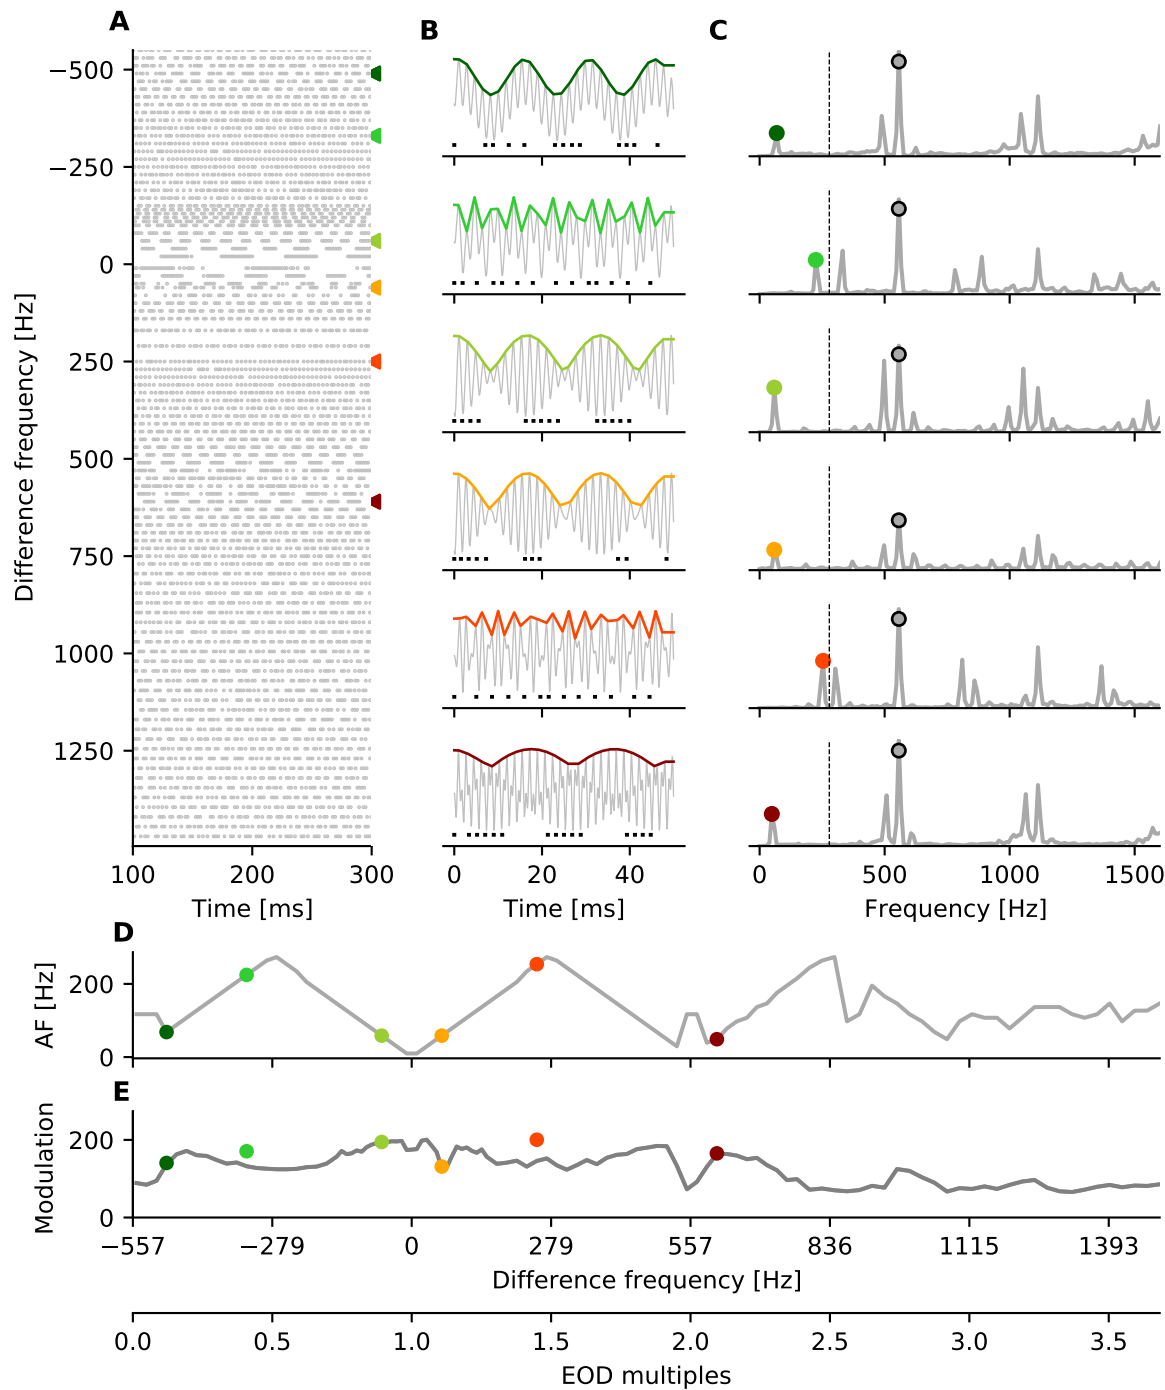 A
B
C
−500
−250
0
250
500
750
1000
1250
Difference frequency [Hz]
100
200
300
Time [ms]
0
20
40
Time [ms]
0
500
1000
1500
Frequency [Hz]
D
AF [Hz]
200
0
E
Modulation
200
0
−557
−279
0
279
557
836
1115
1393
Difference frequency [Hz]
0.0
0.5
1.0
1.5
2.0
2.5
3.0
3.5
EOD multiples